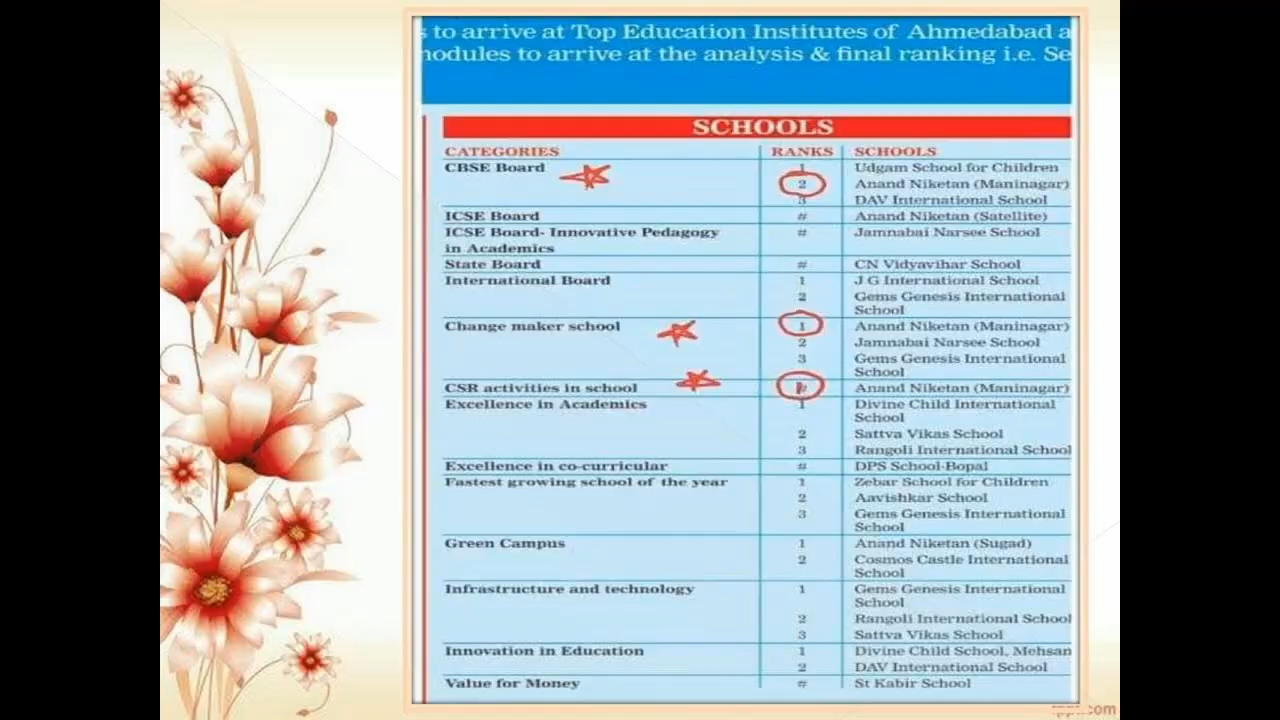 s to arrive at Top Education Institutes of Ahmedabad a
nodules to arrive at the analysis & final ranking i.e. Se
SCHOOLS
CATEGORIES RANKS SCHOOLS
CBSE Board 1 Udgam School for Children
2 Anand Niketan (Maninagar)
3 DAV International School
ICSE Board # Anand Niketan (Satellite)
ICSE Board- Innovative Pedagogy # Jamnabai Narsee School
in Academics
State Board # CN Vidyavihar School
International Board 1 J G International School
2 Gems Genesis International
School
Change maker school 1 Anand Niketan (Maninagar)
2 Jamnabai Narsee School
3 Gems Genesis International
School
CSR activities in school # Anand Niketan (Maninagar)
Excellence in Academics 1 Divine Child International
School
2 Sattva Vikas School
3 Rangoli International School
Excellence in co-curricular # DPS School-Bopal
Fastest growing school of the year 1 Zebar School for Children
2 Aavishkar School
3 Gems Genesis International
School
Green Campus 1 Anand Niketan (Sugad)
2 Cosmos Castle International
School
Infrastructure and technology 1 Gems Genesis International
School
2 Rangoli International School
3 Sattva Vikas School
Innovation in Education 1 Divine Child School, Mehsan
2 DAV International School
Value for Money # St Kabir School